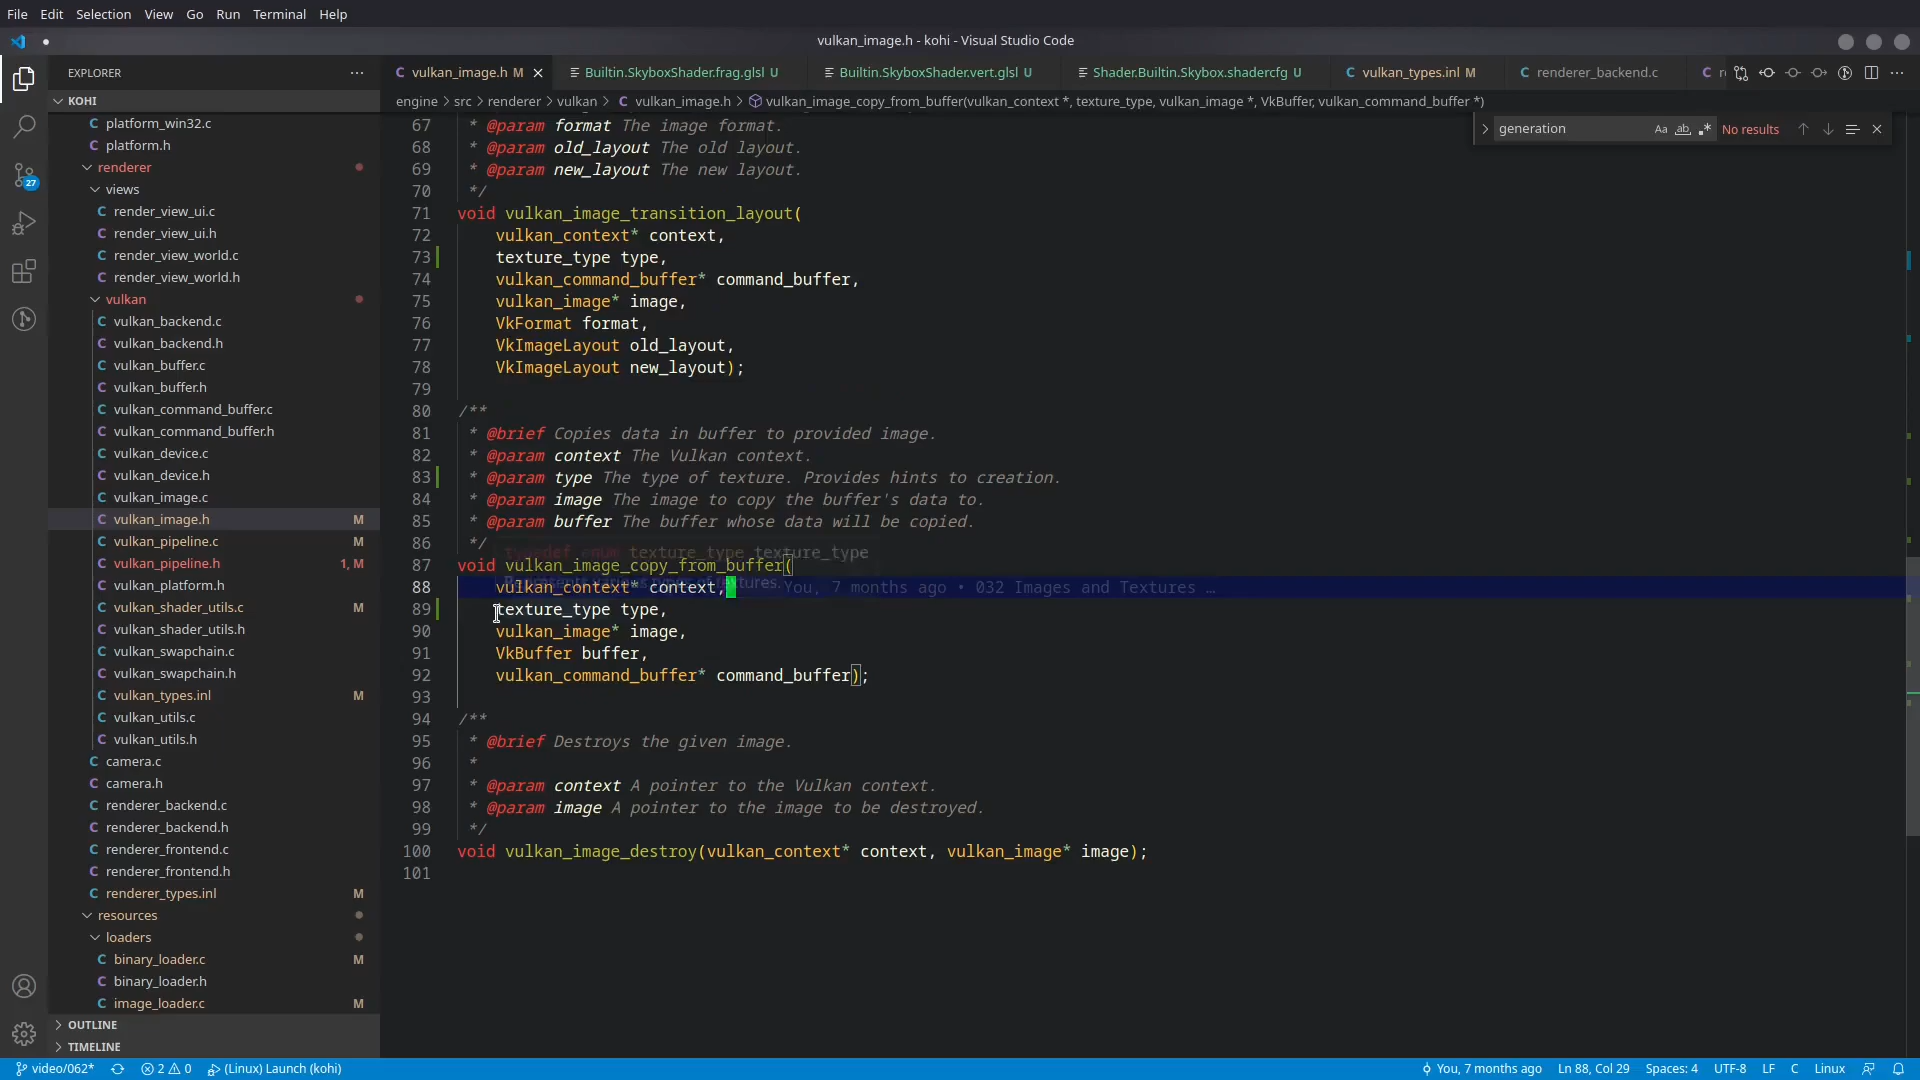 File Edit Selection View Go Run Terminal Help
vulkan_image.h - kohi - Visual Studio Code
EXPLORER
KOHI
platform_win32.c
platform.h
renderer
views
render_view_ui.c
render_view_ui.h
render_view_world.c
render_view_world.h
vulkan
vulkan_backend.c
vulkan_backend.h
vulkan_buffer.c
vulkan_buffer.h
vulkan_command_buffer.c
vulkan_command_buffer.h
vulkan_device.c
vulkan_device.h
vulkan_image.c
vulkan_image.h M
vulkan_pipeline.c M
vulkan_pipeline.h 1, M
vulkan_platform.h
vulkan_shader_utils.c M
vulkan_shader_utils.h
vulkan_swapchain.c
vulkan_swapchain.h
vulkan_types.inl M
vulkan_utils.c
vulkan_utils.h
camera.c
camera.h
renderer_backend.c
renderer_backend.h
renderer_frontend.c
renderer_frontend.h
renderer_types.inl M
resources
loaders
binary_loader.c M
binary_loader.h
image_loader.c M
OUTLINE
TIMELINE
27
vulkan_image.h M Builtin.SkyboxShader.frag.glsl U Builtin.SkyboxShader.vert.glsl U Shader.Builtin.Skybox.shadercfg U vulkan_types.inl M renderer_backend.c
engine > src > renderer > vulkan > C vulkan_image.h > vulkan_image_copy_from_buffer(vulkan_context *, texture_type, vulkan_image *, VkBuffer, vulkan_command_buffer *)
generation Aa ab No results
67 * @param format The image format.
68 * @param old_layout The old layout.
69 * @param new_layout The new layout.
70 */
71 void vulkan_image_transition_layout(
72 vulkan_context* context,
73 texture_type type,
74 vulkan_command_buffer* command_buffer,
75 vulkan_image* image,
76 VkFormat format,
77 VkImageLayout old_layout,
78 VkImageLayout new_layout);
79
80 /**
81 * @brief Copies data in buffer to provided image.
82 * @param context The Vulkan context.
83 * @param type The type of texture. Provides hints to creation.
84 * @param image The image to copy the buffer's data to.
85 * @param buffer The buffer whose data will be copied.
86 */
typedef enum texture_type texture_type
87 void vulkan_image_copy_from_buffer(
88 vulkan_context* context, You, 7 months ago • 032 Images and Textures …
89 texture_type type,
90 vulkan_image* image,
91 VkBuffer buffer,
92 vulkan_command_buffer* command_buffer);
93
94 /**
95 * @brief Destroys the given image.
96 *
97 * @param context A pointer to the Vulkan context.
98 * @param image A pointer to the image to be destroyed.
99 */
100 void vulkan_image_destroy(vulkan_context* context, vulkan_image* image);
101
video/062* 2 0 (Linux) Launch (kohi) You, 7 months ago Ln 88, Col 29 Spaces: 4 UTF-8 LF C Linux